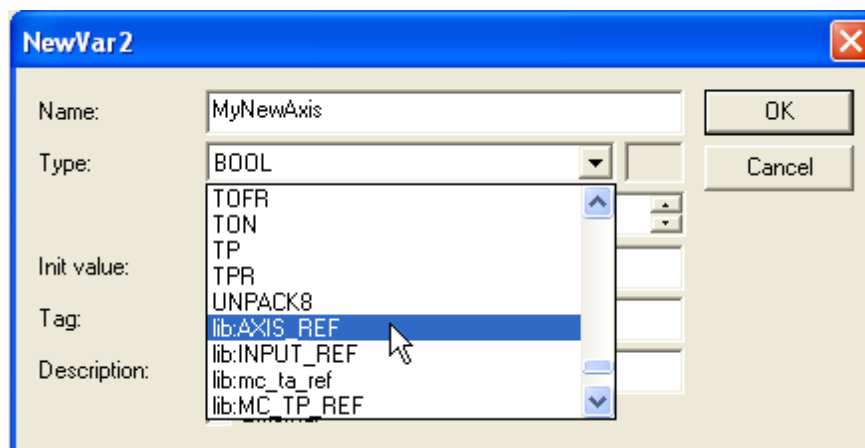 NewVar2
Name:
MyNewAxis
OK
Type:
BOOL
Cancel
TOFR
TON
TP
TPR
UNPACK8
lib:AXIS_REF
lib:INPUT_REF
lib:mc_ta_ref
lib:MC_TP_REF
Init value:
Tag:
Description: